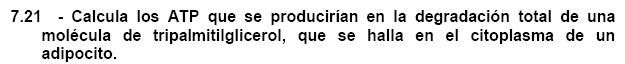 7.21 - Calcula los ATP que se producirían en la degradación total de una
molécula de tripalmitilglicerol, que se halla en el citoplasma de un
adipocito.